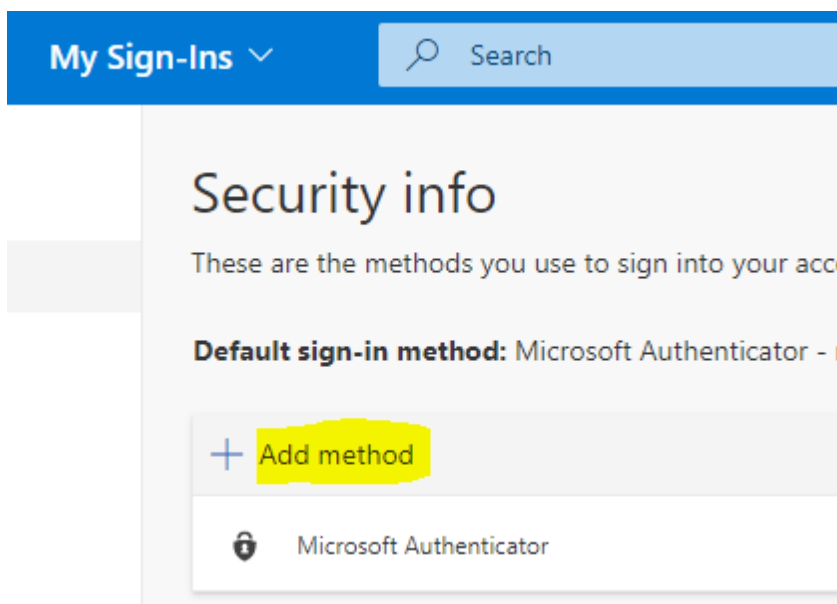 My Sign-Ins
Search
Security info
These are the methods you use to sign into your
Default sign-in method: Microsoft Authenticator -
+ Add method
Microsoft Authenticator